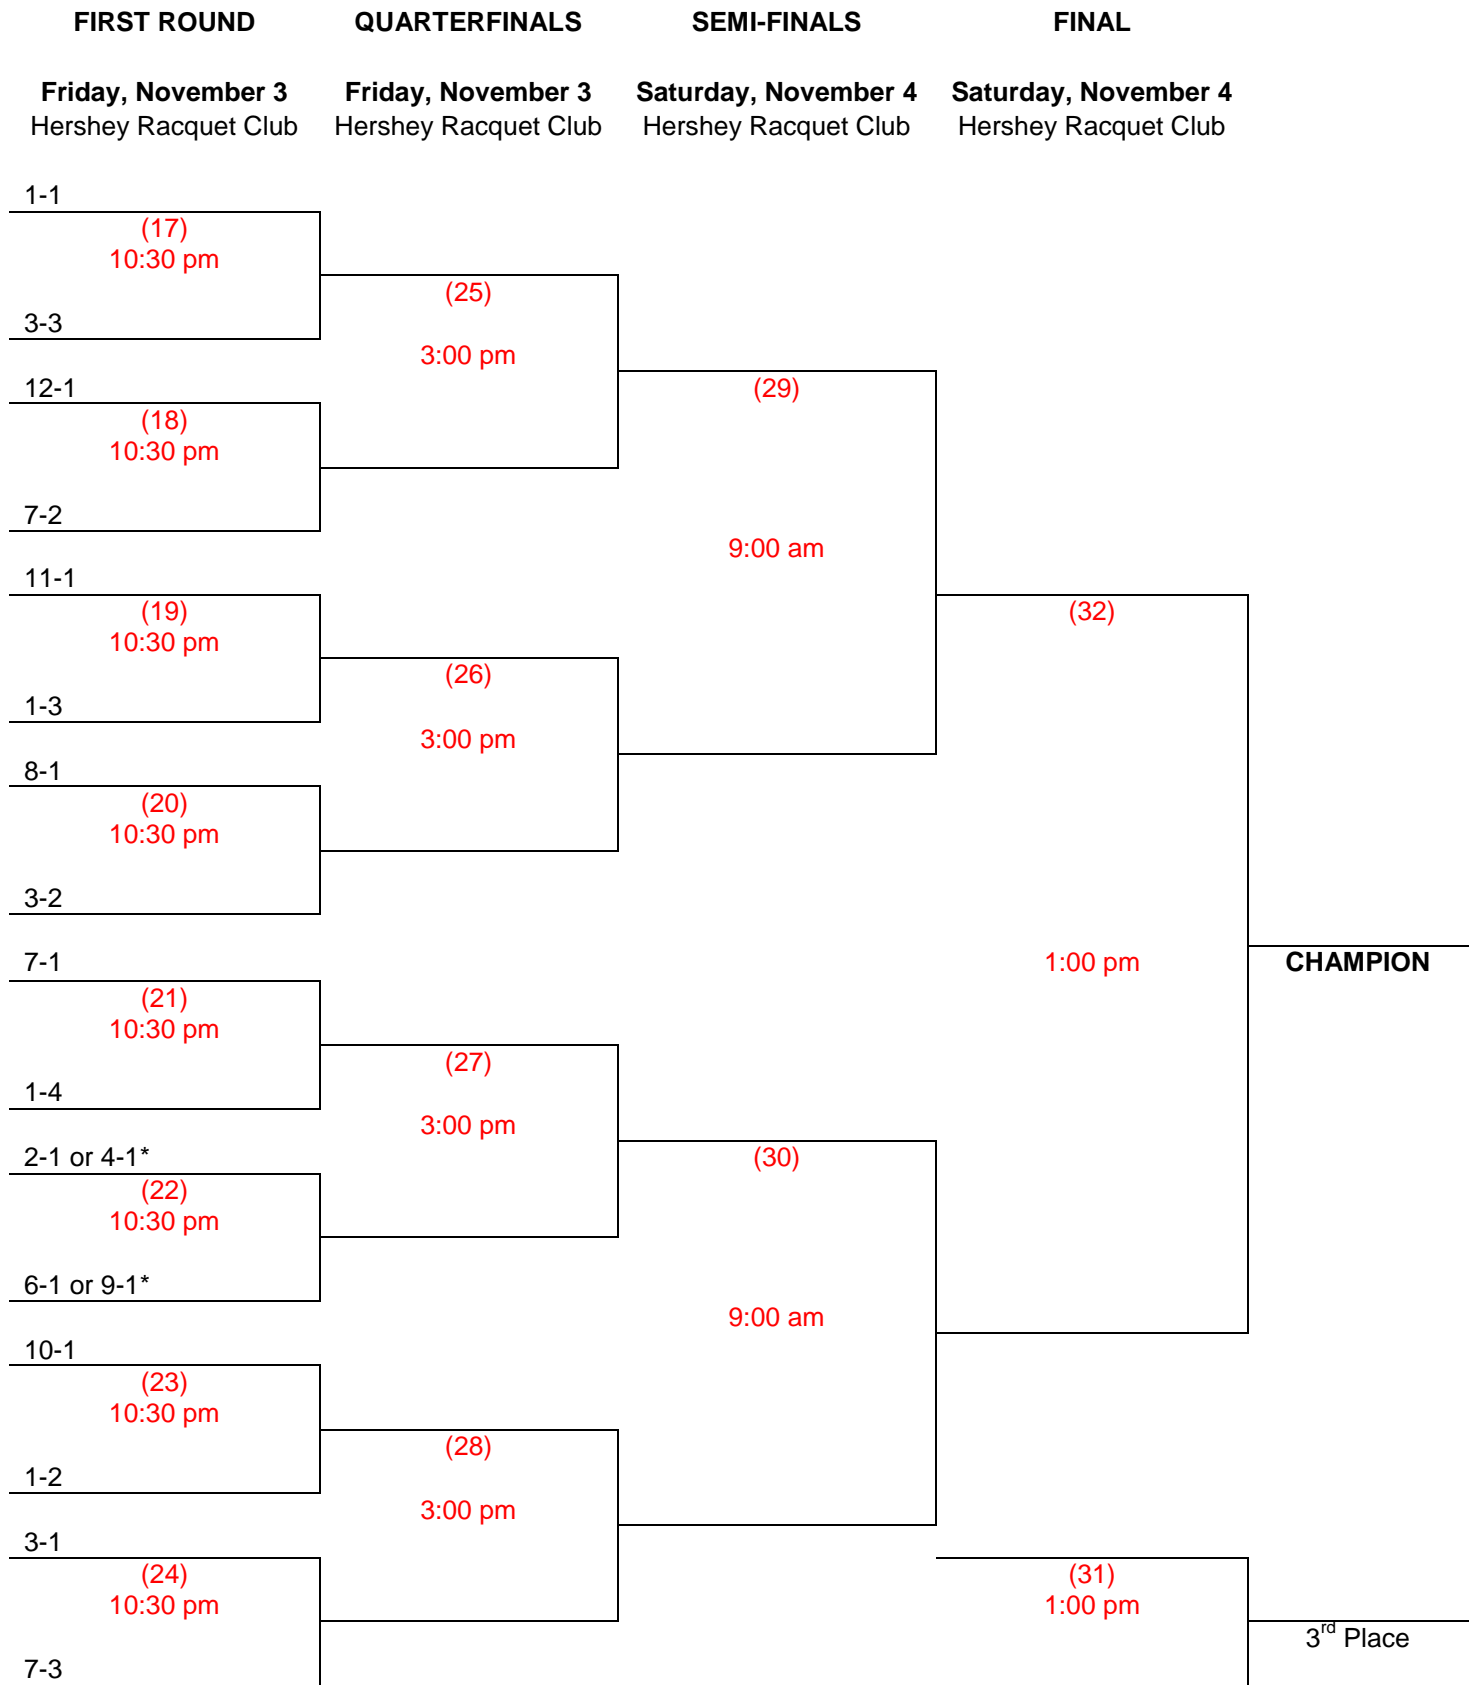 FIRST ROUND QUARTERFINALS SEMI-FINALS FINAL
Friday, November 3 Friday, November 3 Saturday, November 4 Saturday, November 4
Hershey Racquet Club Hershey Racquet Club Hershey Racquet Club Hershey Racquet Club
1-1
(17)
10:30 pm
(25)
3-3
3:00 pm
12-1
(29)
(18)
10:30 pm
7-2
9:00 am
11-1
(19)
(32)
10:30 pm
(26)
1-3
3:00 pm
8-1
(20)
10:30 pm
3-2
7-1
1:00 pm
CHAMPION
(21)
10:30 pm
(27)
1-4
3:00 pm
2-1 or 4-1*
(30)
(22)
10:30 pm
6-1 or 9-1*
9:00 am
10-1
(23)
10:30 pm
(28)
1-2
3:00 pm
3-1
(24)
(31)
10:30 pm
1:00 pm
3rd Place
7-3